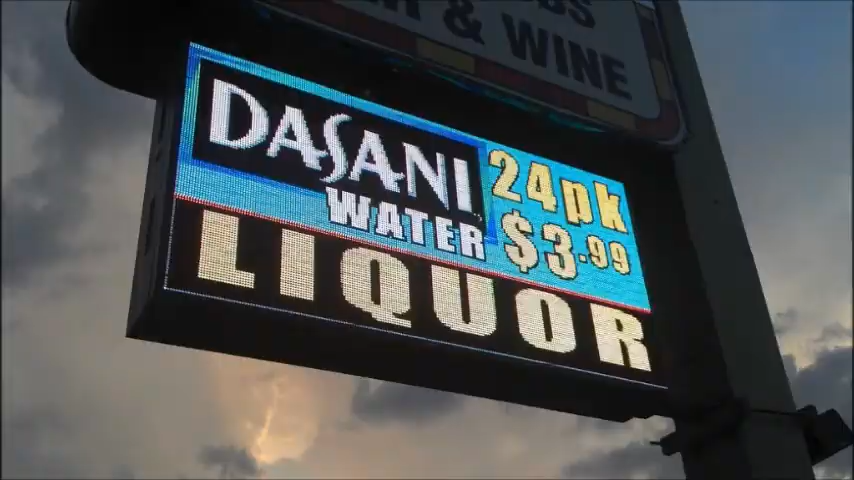 & WINE
DASANI
WATER
24pk
$3.99
LIQUOR